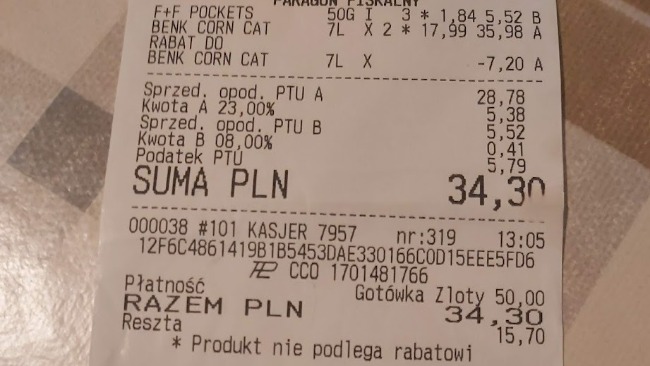 PARAGON FISKALNY
F+F POCKETS 50G I 3 * 1,84 5,52 B
BENK CORN CAT 7L X 2 * 17,99 35,98 A
RABAT DO
BENK CORN CAT 7L X -7,20 A
Sprzed. opod. PTU A 28,78
Kwota A 23,00% 5,38
Sprzed. opod. PTU B 5,52
Kwota B 08,00% 0,41
Podatek PTU 5,79
SUMA PLN 34,30
000038 #101 KASJER 7957 nr:319 13:05
12F6C4861419B1B5453DAE330166C0D15EEE5FD6
CCO 1701481766
Płatność Gotówka Zloty 50,00
RAZEM PLN 34,30
Reszta 15,70
* Produkt nie podlega rabatowi